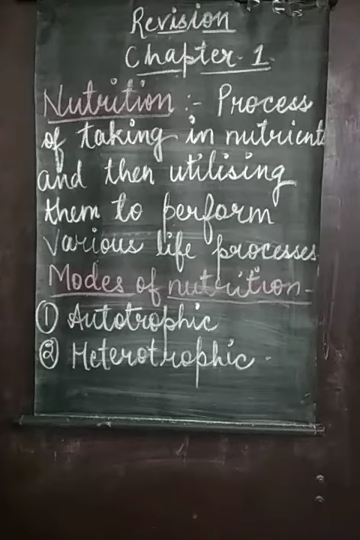 Revision
Chapter 1
Nutrition :- Process
of taking in nutrients
and then utilising
them to perform
various life processes
Modes of nutrition -
① Autotrophic
② Heterotrophic -